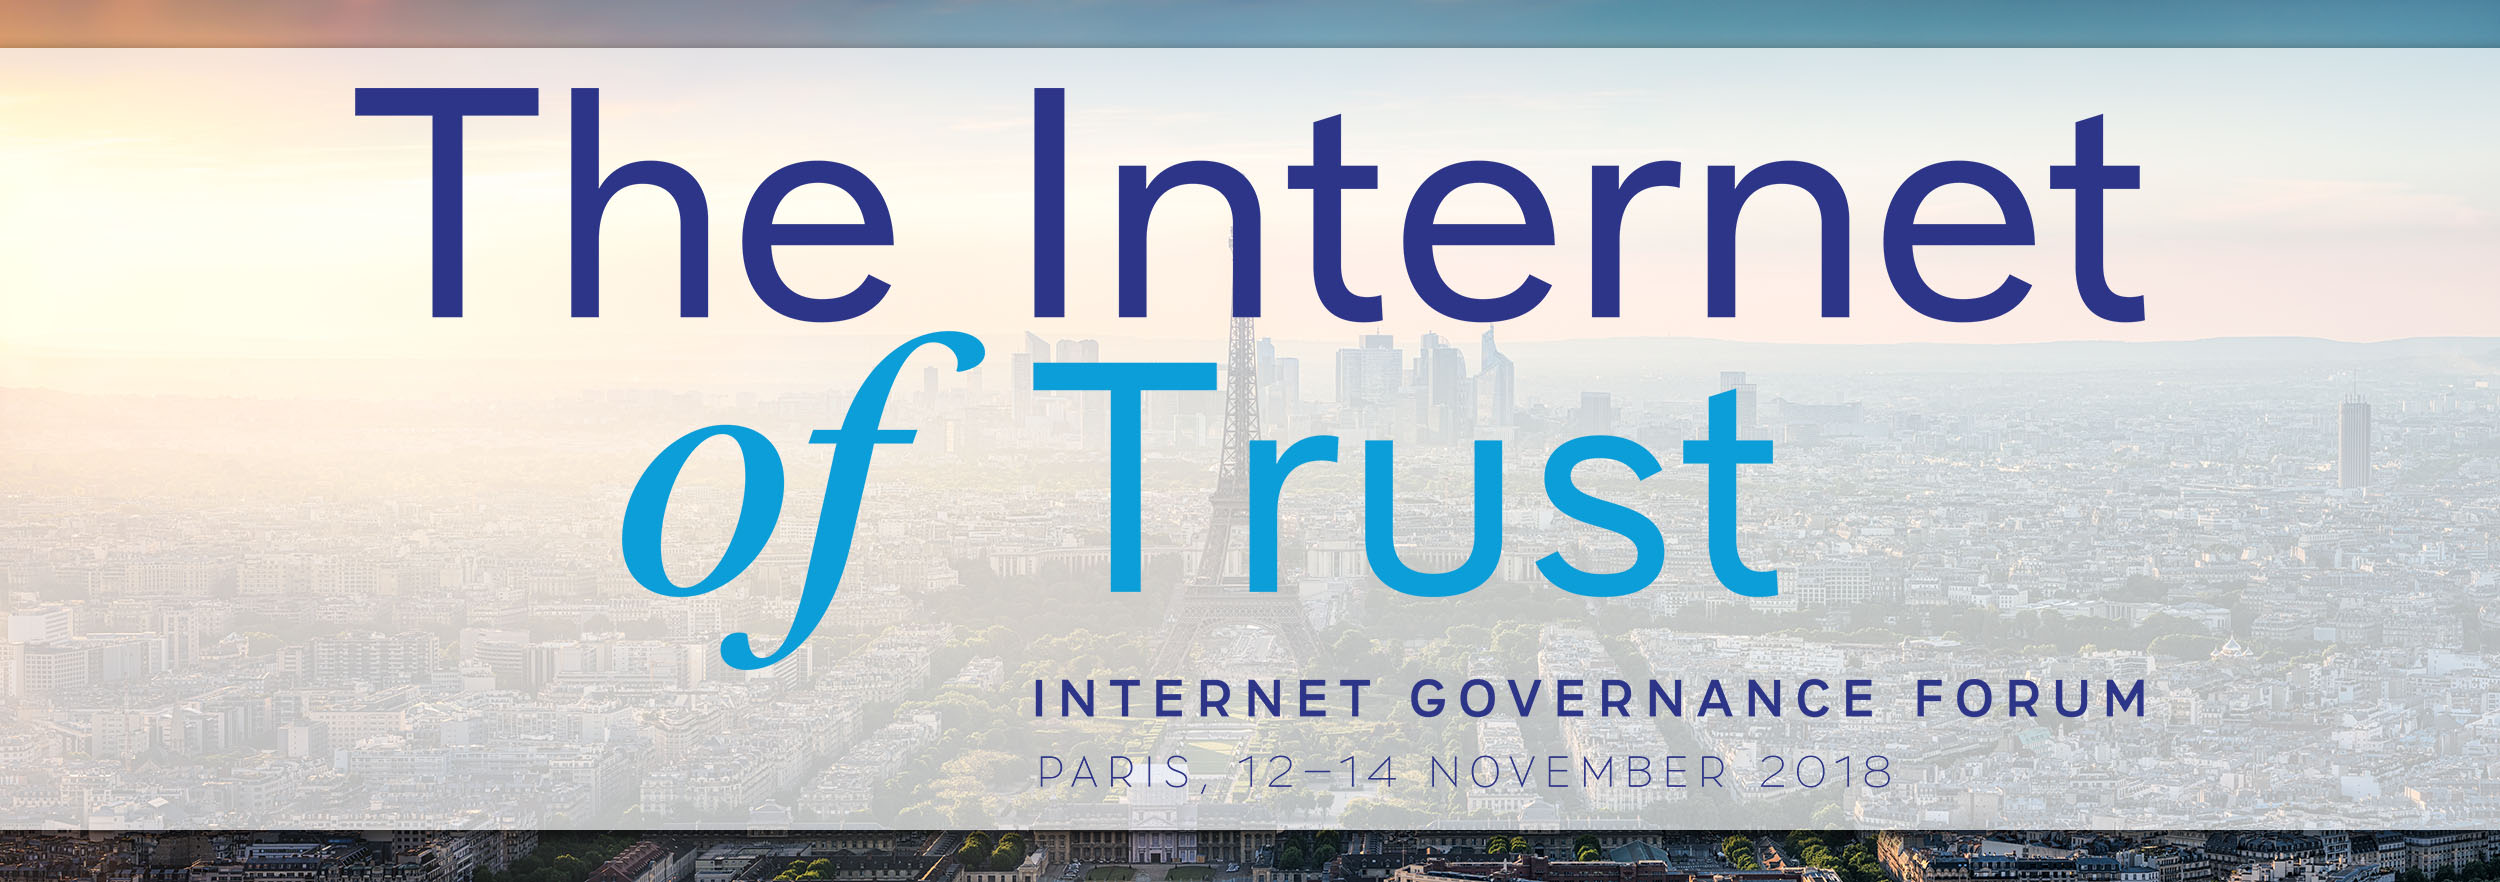 The Internet
of Trust
INTERNET GOVERNANCE FORUM
PARIS, 12–14 NOVEMBER 2018